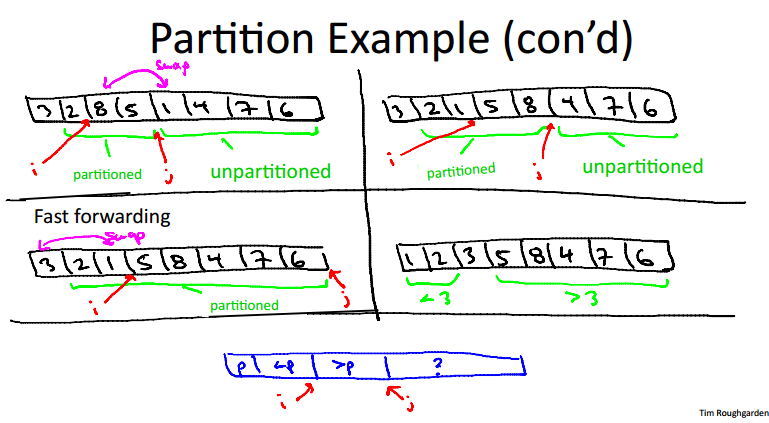 Partition Example (con'd)
swap
3 2 8 5 1 4 7 6
i
partitioned
j
unpartitioned
3 2 1 5 8 4 7 6
i
partitioned
j
unpartitioned
Fast forwarding
swap
3 2 1 5 8 4 7 6
i
partitioned
j
1 2 3 5 8 4 7 6
<3
>3
p <p >p ?
i
j
Tim Roughgarden